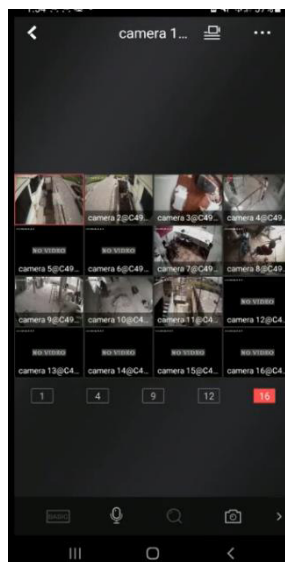 camera 1...
camera 2@C49... camera 3@C49... camera 4@C49...
NO VIDEO NO VIDEO
camera 5@C49... camera 6@C49... camera 7@C49... camera 8@C49...
NO VIDEO
camera 9@C49... camera 10@C4... camera 11@C4... camera 12@C4...
NO VIDEO NO VIDEO NO VIDEO NO VIDEO
camera 13@C4... camera 14@C4... camera 15@C4... camera 16@C4...
1 4 9 12 16
BASIC